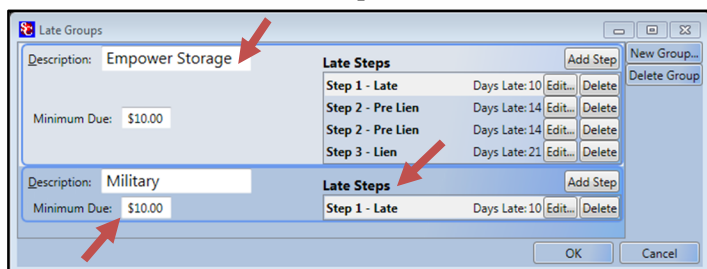 SC Late Groups
Description: Empower Storage
Late Steps
Add Step
New Group...
Delete Group
Step 1 - Late Days Late: 10 Edit... Delete
Minimum Due: $10.00
Step 2 - Pre Lien Days Late: 14 Edit... Delete
Step 2 - Pre Lien Days Late: 14 Edit... Delete
Step 3 - Lien Days Late: 21 Edit... Delete
Description: Military
Late Steps
Add Step
Minimum Due: $10.00
Step 1 - Late Days Late: 10 Edit... Delete
OK Cancel